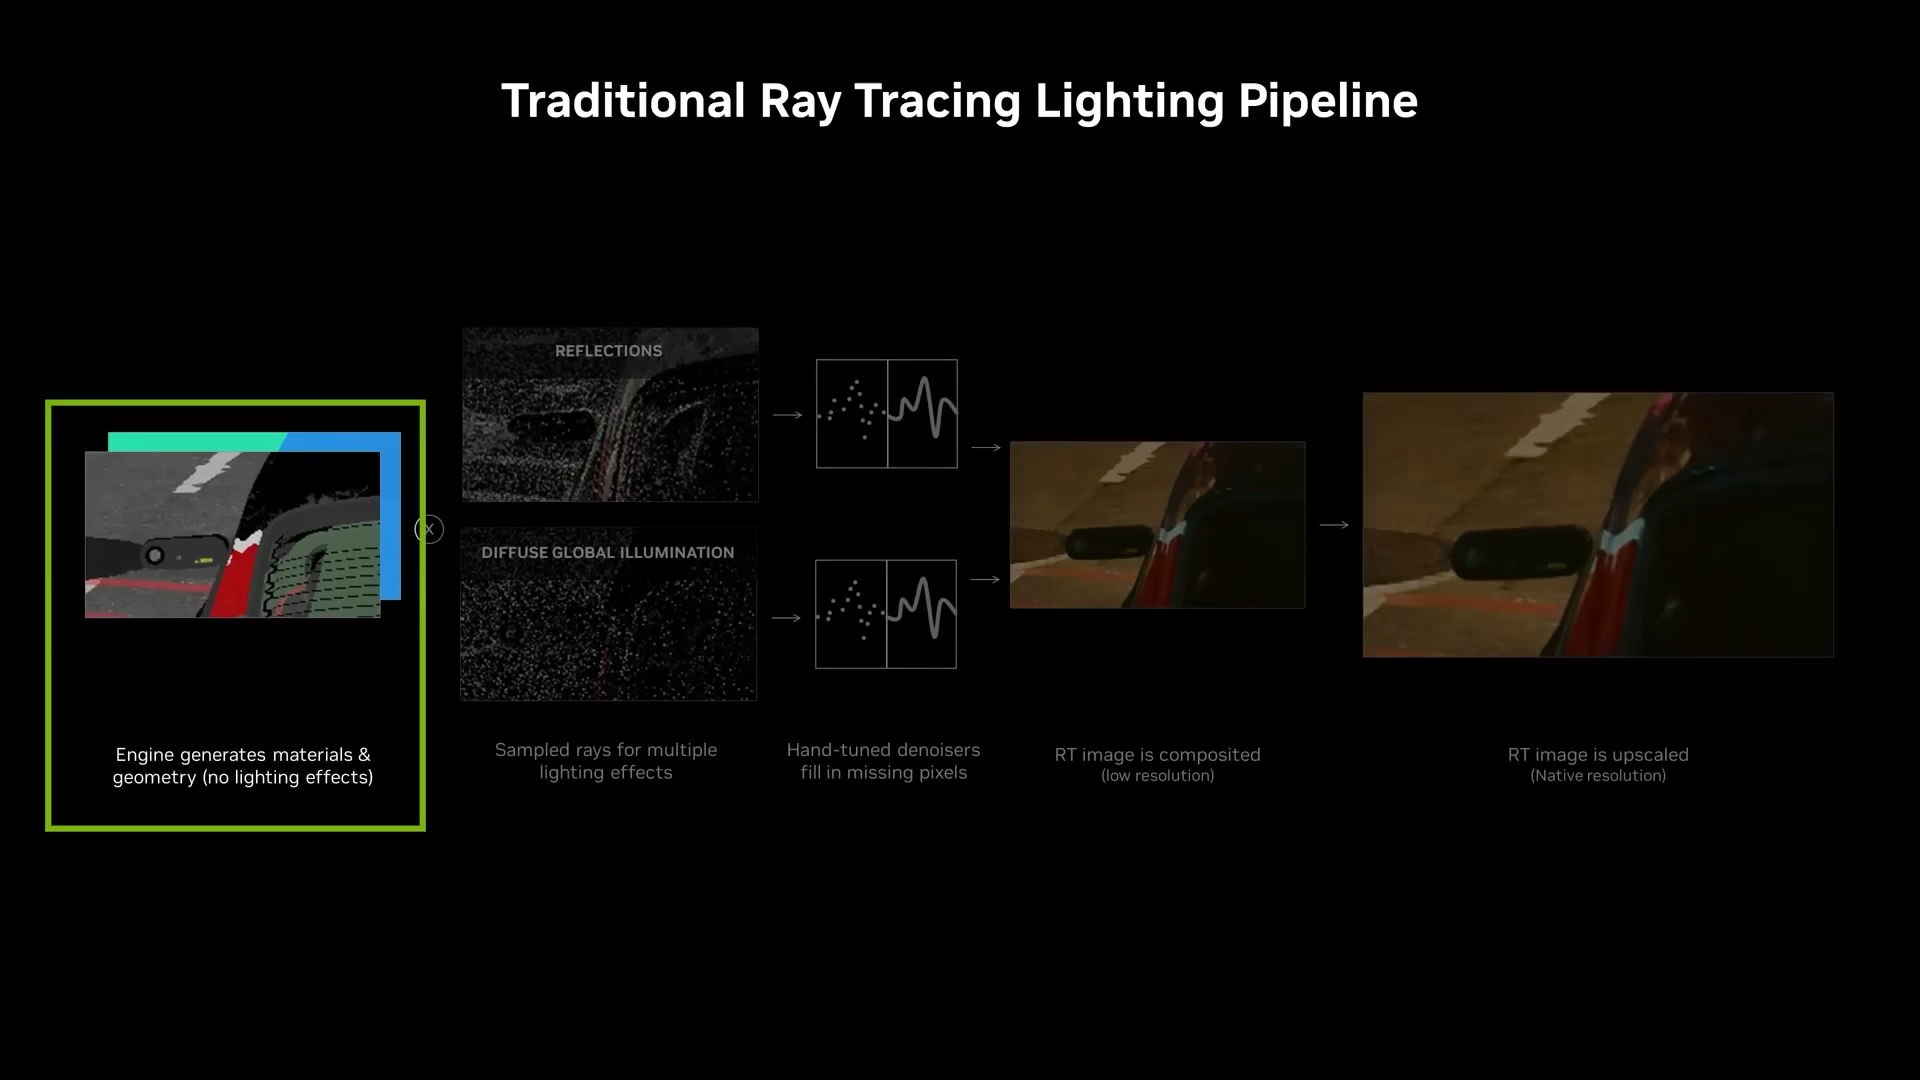 Traditional Ray Tracing Lighting Pipeline
REFLECTIONS
DIFFUSE GLOBAL ILLUMINATION
X
Engine generates materials &
geometry (no lighting effects)
Sampled rays for multiple
lighting effects
Hand-tuned denoisers
fill in missing pixels
RT image is composited
(low resolution)
RT image is upscaled
(Native resolution)